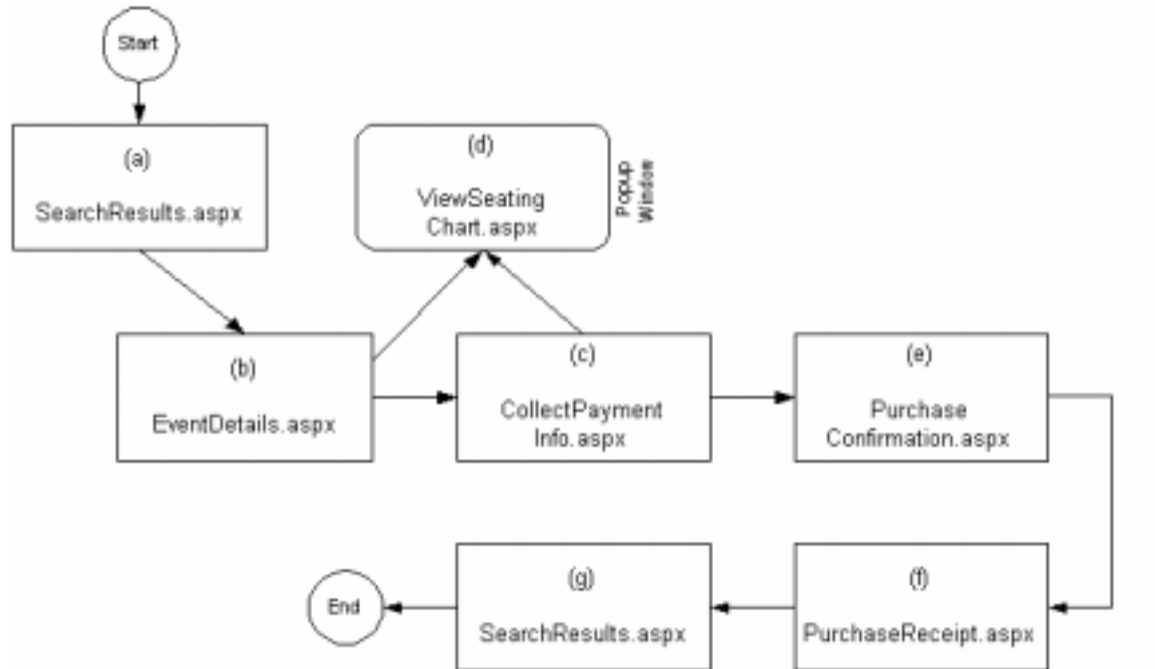 Start
(a)
SearchResults.aspx
(d)
ViewSeating
Chart.aspx
Popup
Window
(b)
EventDetails.aspx
(c)
CollectPayment
Info.aspx
(e)
Purchase
Confirmation.aspx
End
(g)
SearchResults.aspx
(f)
PurchaseReceipt.aspx